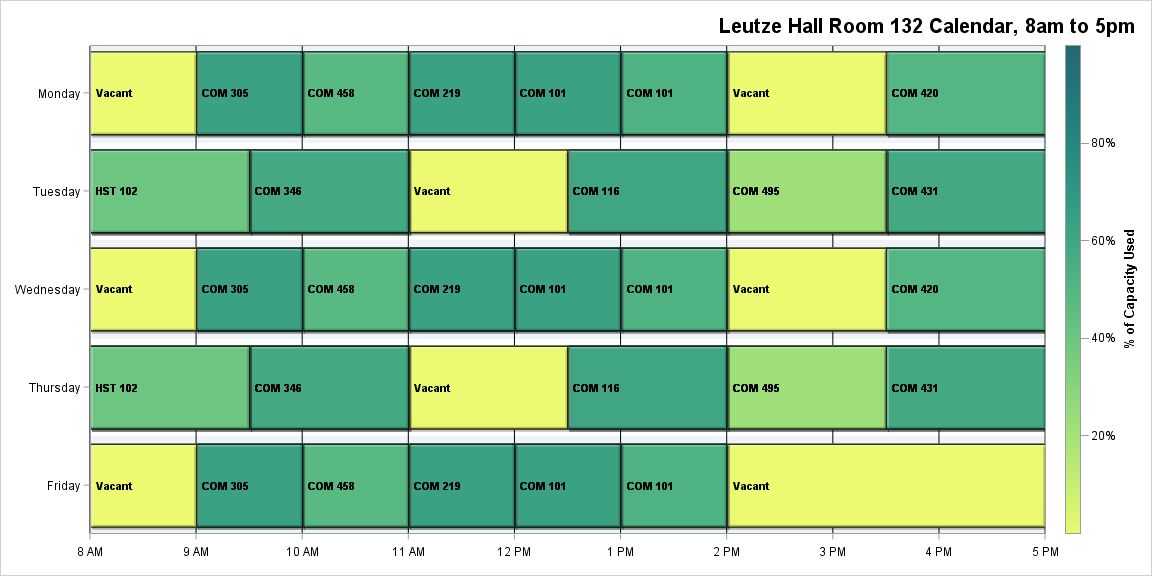 Leutze Hall Room 132 Calendar, 8am to 5pm
Monday
Vacant
COM 305
COM 458
COM 219
COM 101
COM 101
Vacant
COM 420
Tuesday
HST 102
COM 346
Vacant
COM 116
COM 495
COM 431
Wednesday
Vacant
COM 305
COM 458
COM 219
COM 101
COM 101
Vacant
COM 420
Thursday
HST 102
COM 346
Vacant
COM 116
COM 495
COM 431
Friday
Vacant
COM 305
COM 458
COM 219
COM 101
COM 101
Vacant
8 AM
9 AM
10 AM
11 AM
12 PM
1 PM
2 PM
3 PM
4 PM
5 PM
80%
60%
40%
20%
% of Capacity Used